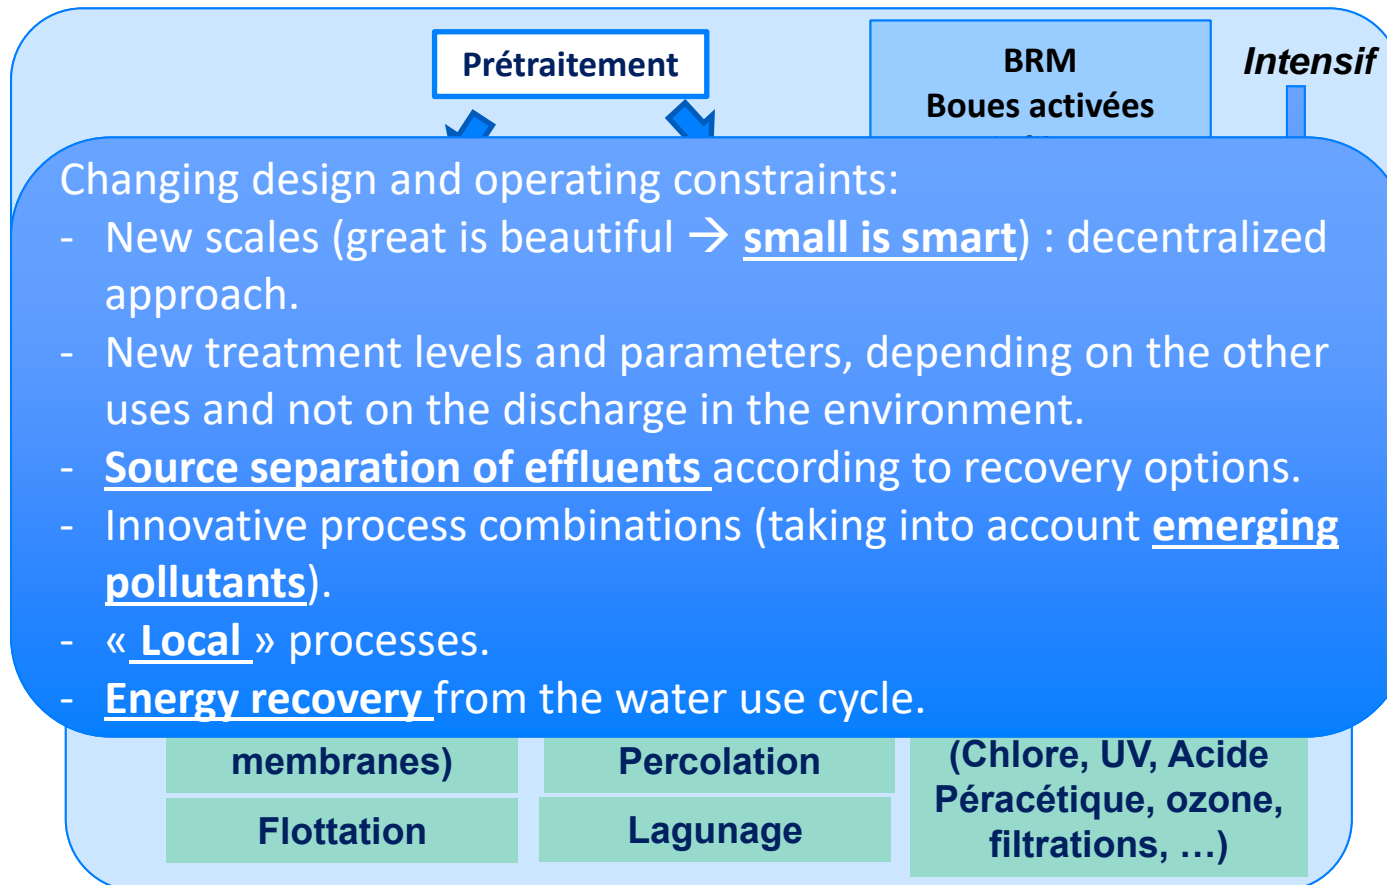 Prétraitement
BRM
Boues activées
Intensif
Changing design and operating constraints:
- New scales (great is beautiful → small is smart) : decentralized
approach.
- New treatment levels and parameters, depending on the other
uses and not on the discharge in the environment.
- Source separation of effluents according to recovery options.
- Innovative process combinations (taking into account emerging
pollutants).
- « Local » processes.
- Energy recovery from the water use cycle.
membranes)
Percolation
(Chlore, UV, Acide
Péracétique, ozone,
filtrations, …)
Flottation
Lagunage